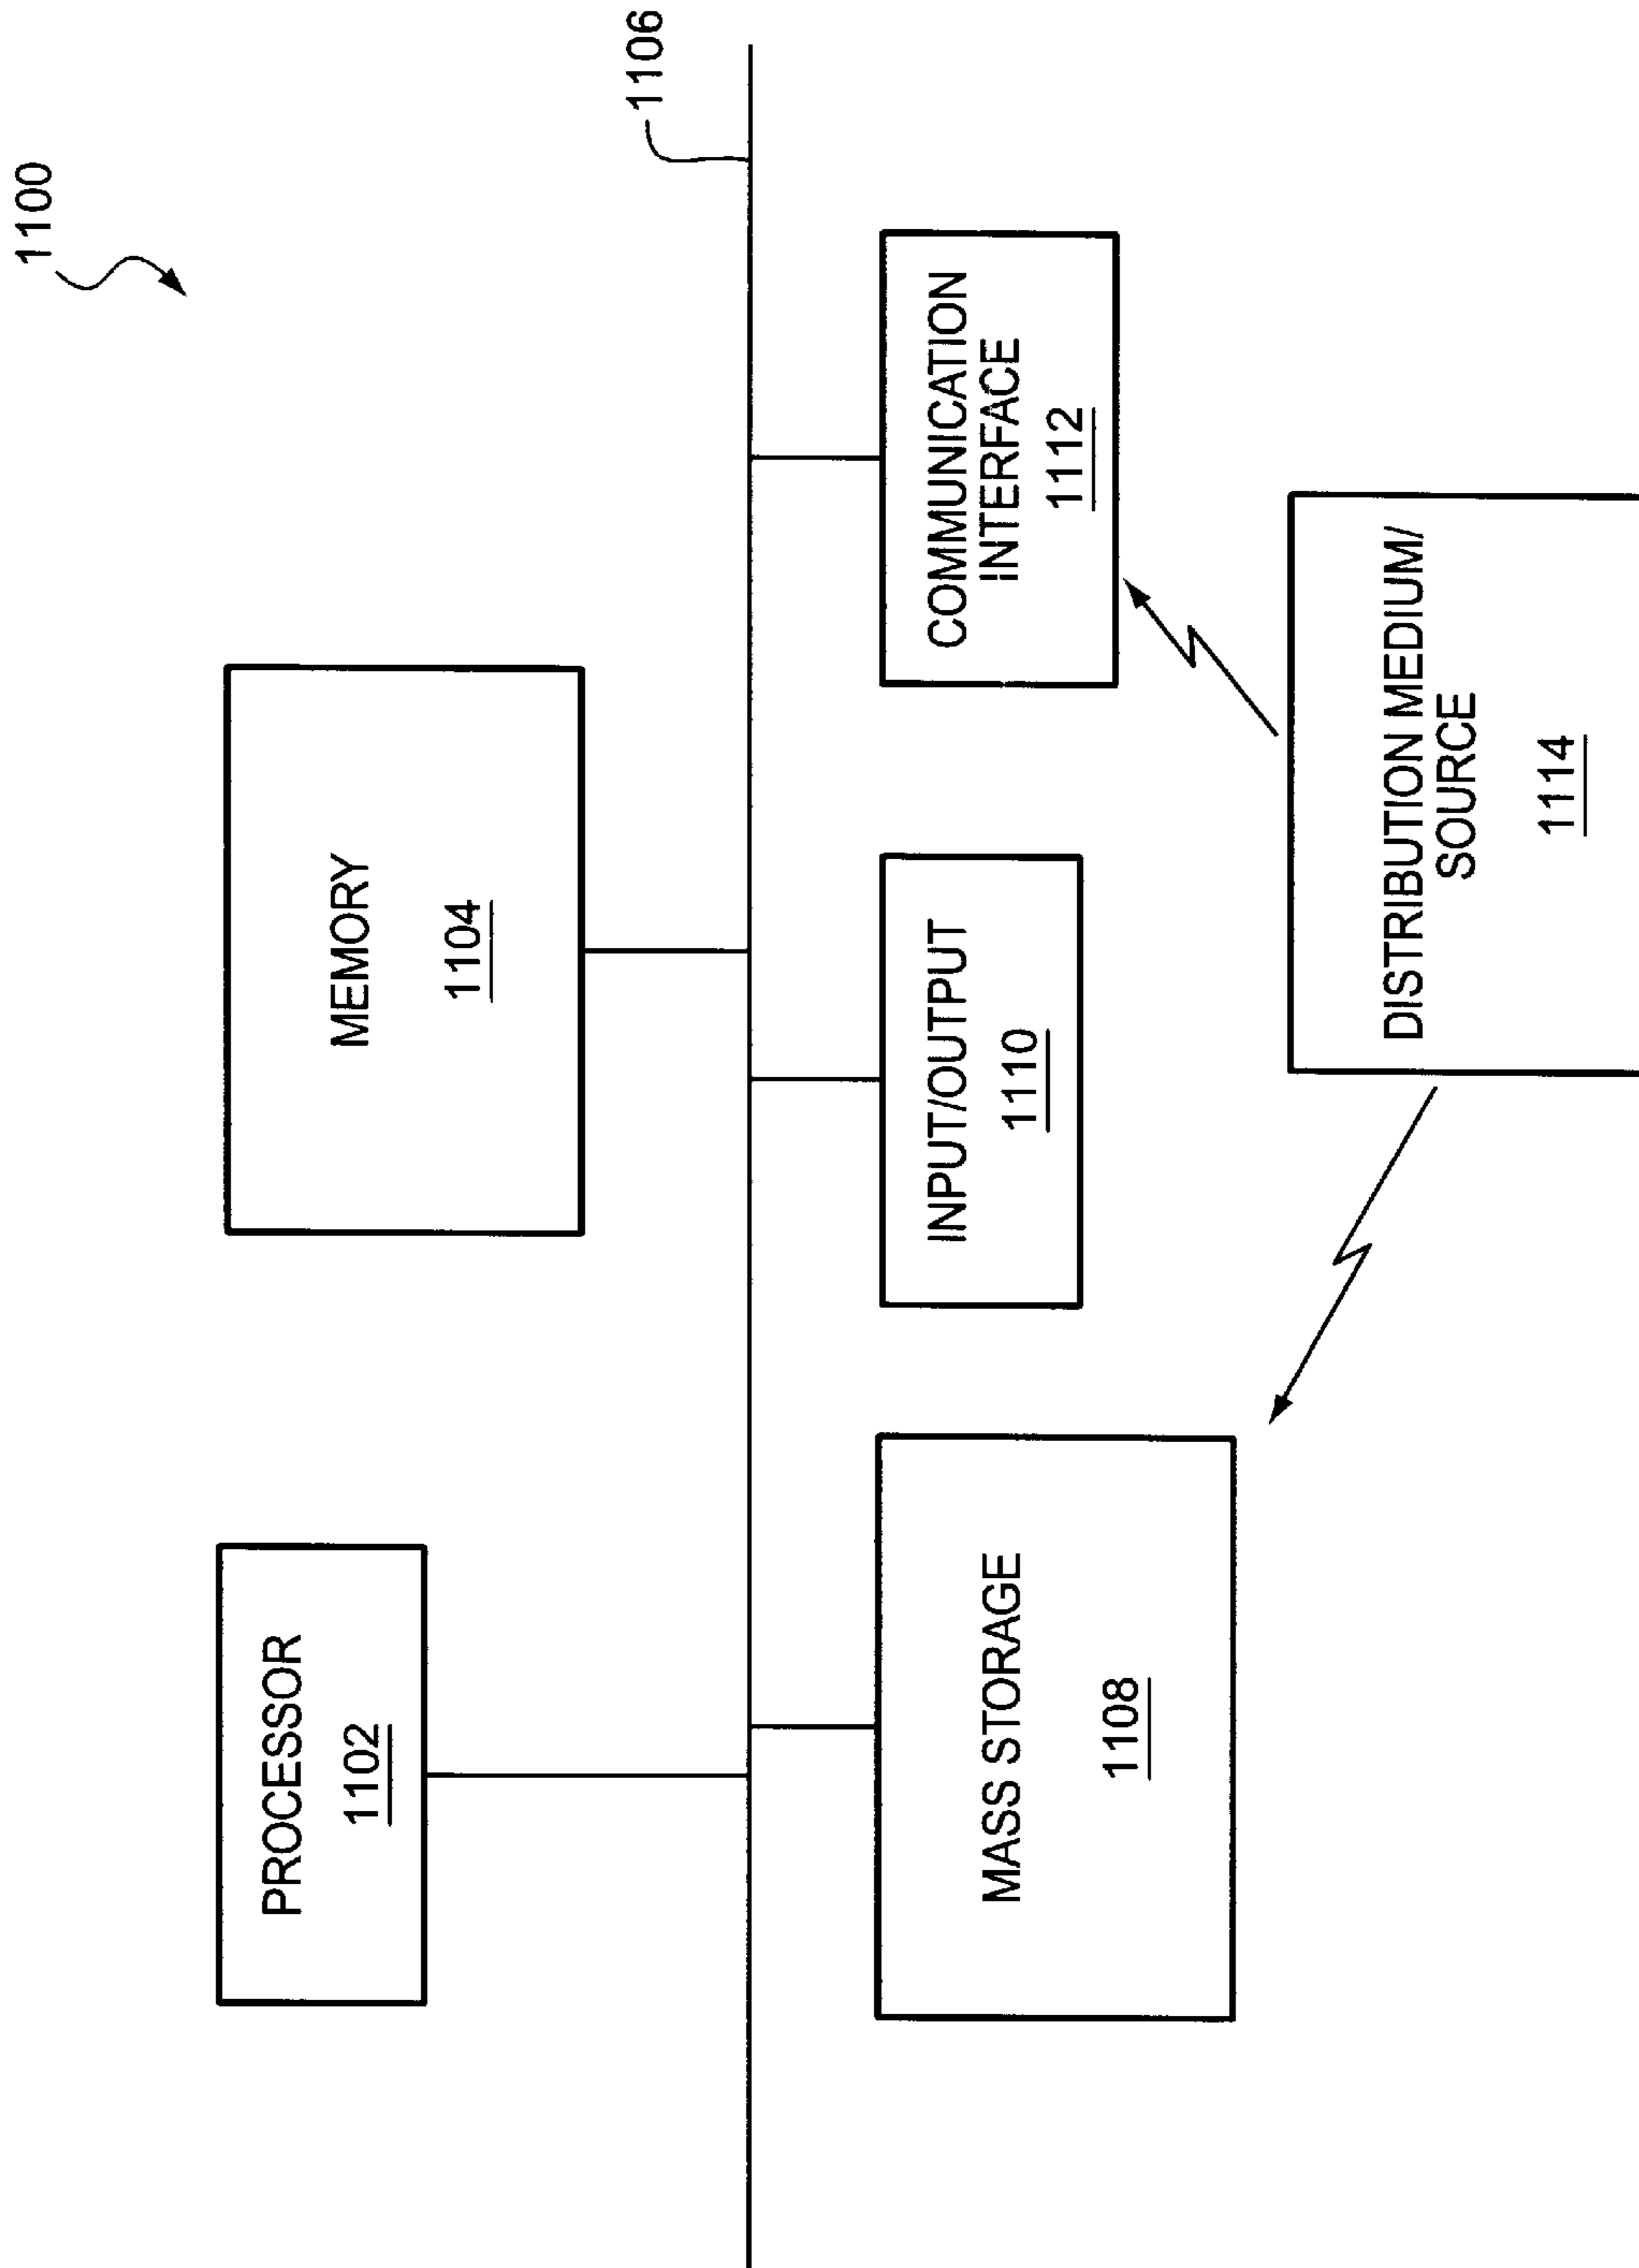 1100
1106
PROCESSOR
1102
MEMORY
1104
MASS STORAGE
1108
INPUT/OUTPUT
1110
COMMUNICATION
INTERFACE
1112
DISTRIBUTION MEDIUM/
SOURCE
1114